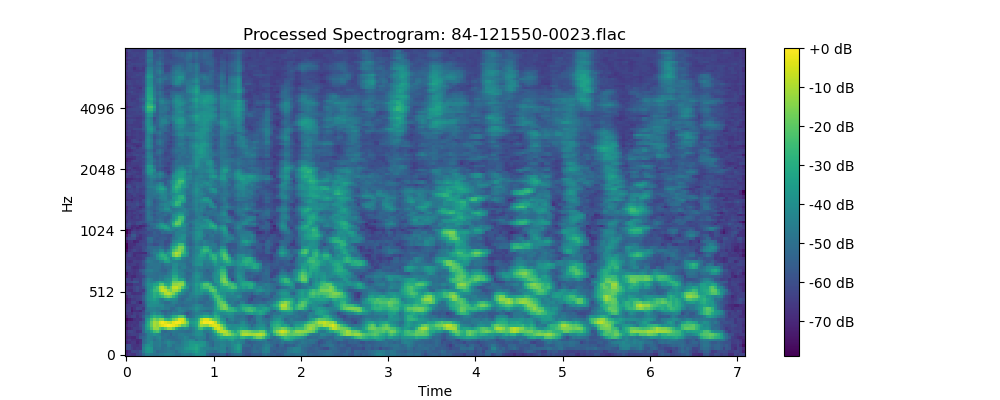 Processed Spectrogram: 84-121550-0023.flac
Hz
4096
2048
1024
512
0
0 1 2 3 4 5 6 7
Time
+0 dB
-10 dB
-20 dB
-30 dB
-40 dB
-50 dB
-60 dB
-70 dB